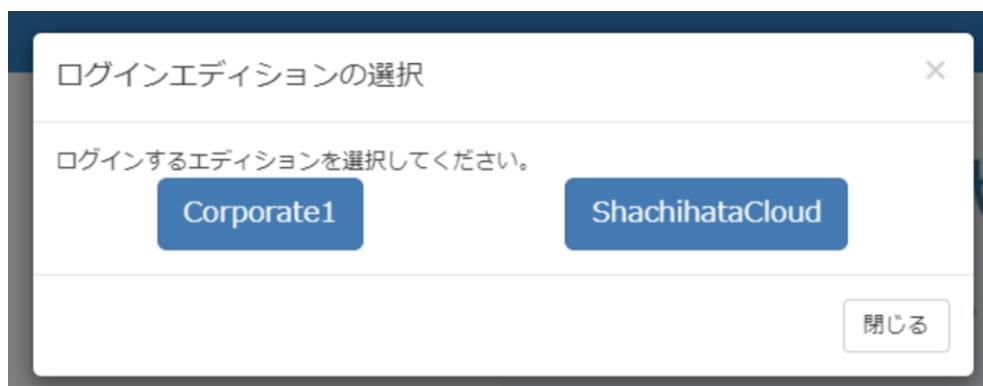 ログインエディションの選択
×
ログインするエディションを選択してください。
Corporate1
ShachihataCloud
閉じる